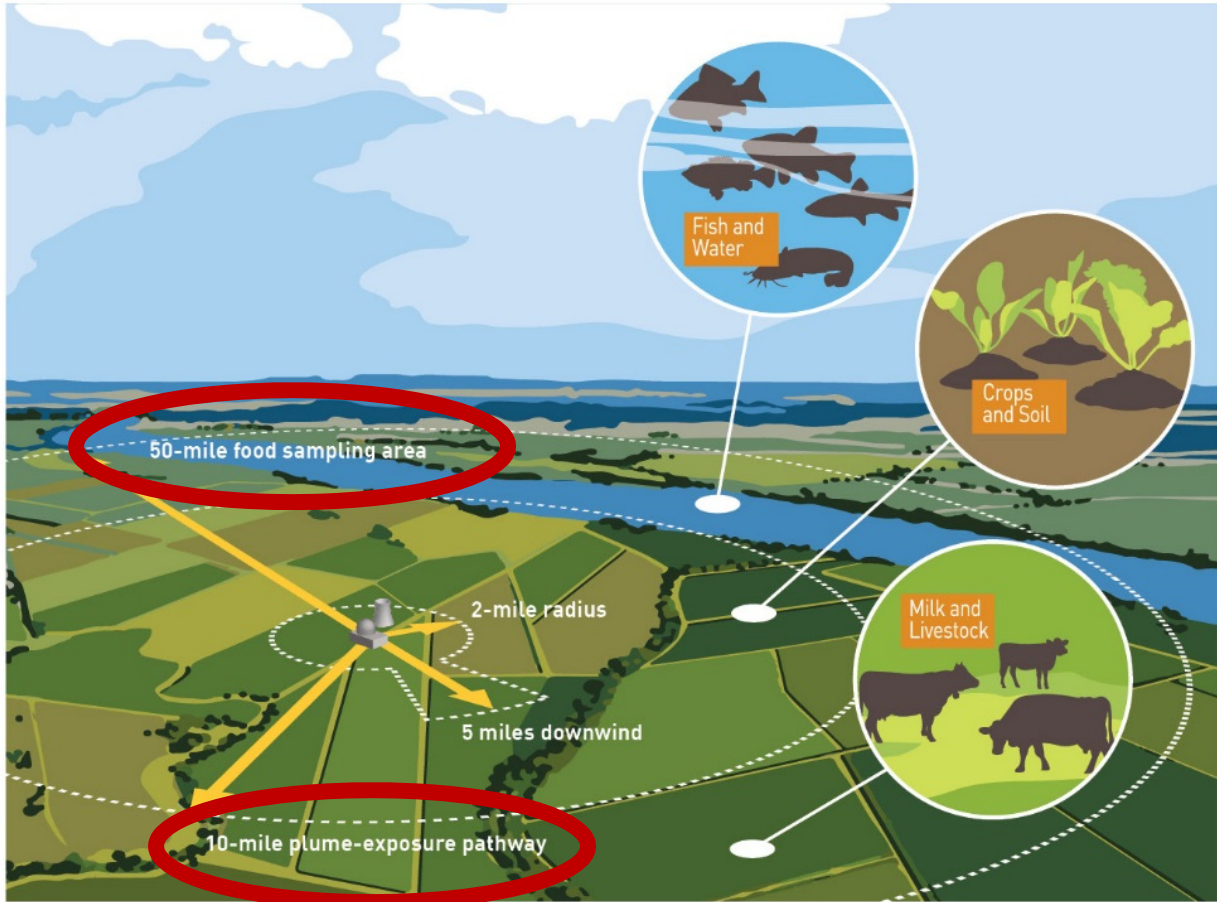 Fish and
Water
Crops
and Soil
50-mile food sampling area
2-mile radius
Milk and
Livestock
5 miles downwind
10-mile plume-exposure pathway